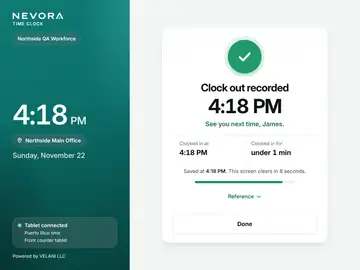 NEVORA
TIME CLOCK
Northside QA Workforce
4:18 PM
Northside Main Office
Sunday, November 22
Tablet connected
Puerto Rico time
Front counter tablet
Powered by VELANI LLC
Clock out recorded
4:18 PM
See you next time, James.
Clocked in at
4:18 PM
Clocked in for
under 1 min
Saved at 4:18 PM. This screen clears in 8 seconds.
Reference
Done